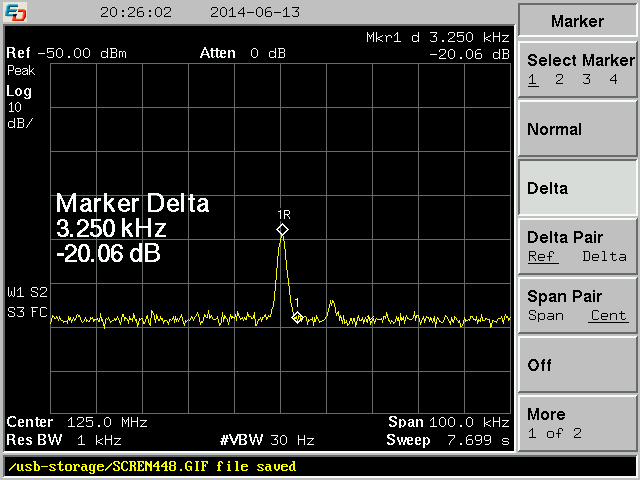 20:26:02 2014-06-13
Marker
Mkr1 d 3.250 kHz
Ref -50.00 dBm Atten 0 dB -20.06 dB
Peak
Log
10
dB/
Select Marker
1 2 3 4
Normal
Delta
Marker Delta
3.250 kHz
-20.06 dB
1R
1
Delta Pair
Ref Delta
W1 S2
S3 FC
Span Pair
Span Cent
Off
Center 125.0 MHz Span 100.0 kHz
Res BW 1 kHz #VBW 30 Hz Sweep 7.699 s
More
1 of 2
/usb-storage/SCREN448.GIF file saved